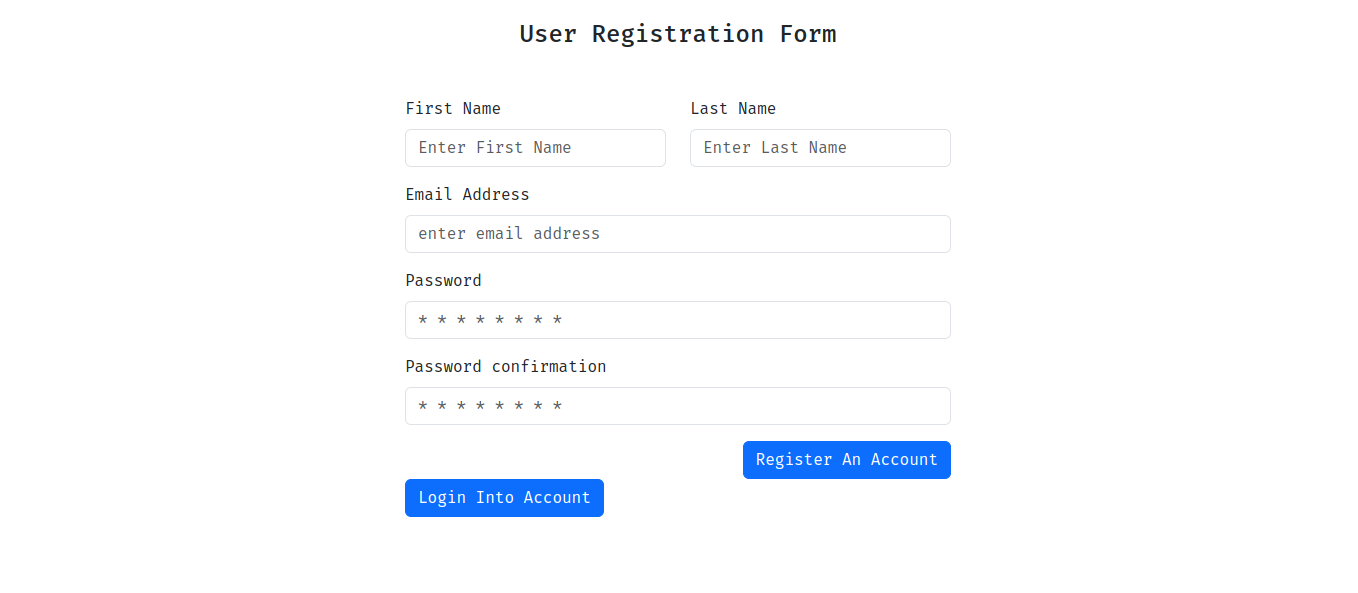 User Registration Form
First Name
Last Name
Enter First Name
Enter Last Name
Email Address
enter email address
Password
* * * * * * * *
Password confirmation
* * * * * * * *
Register An Account
Login Into Account